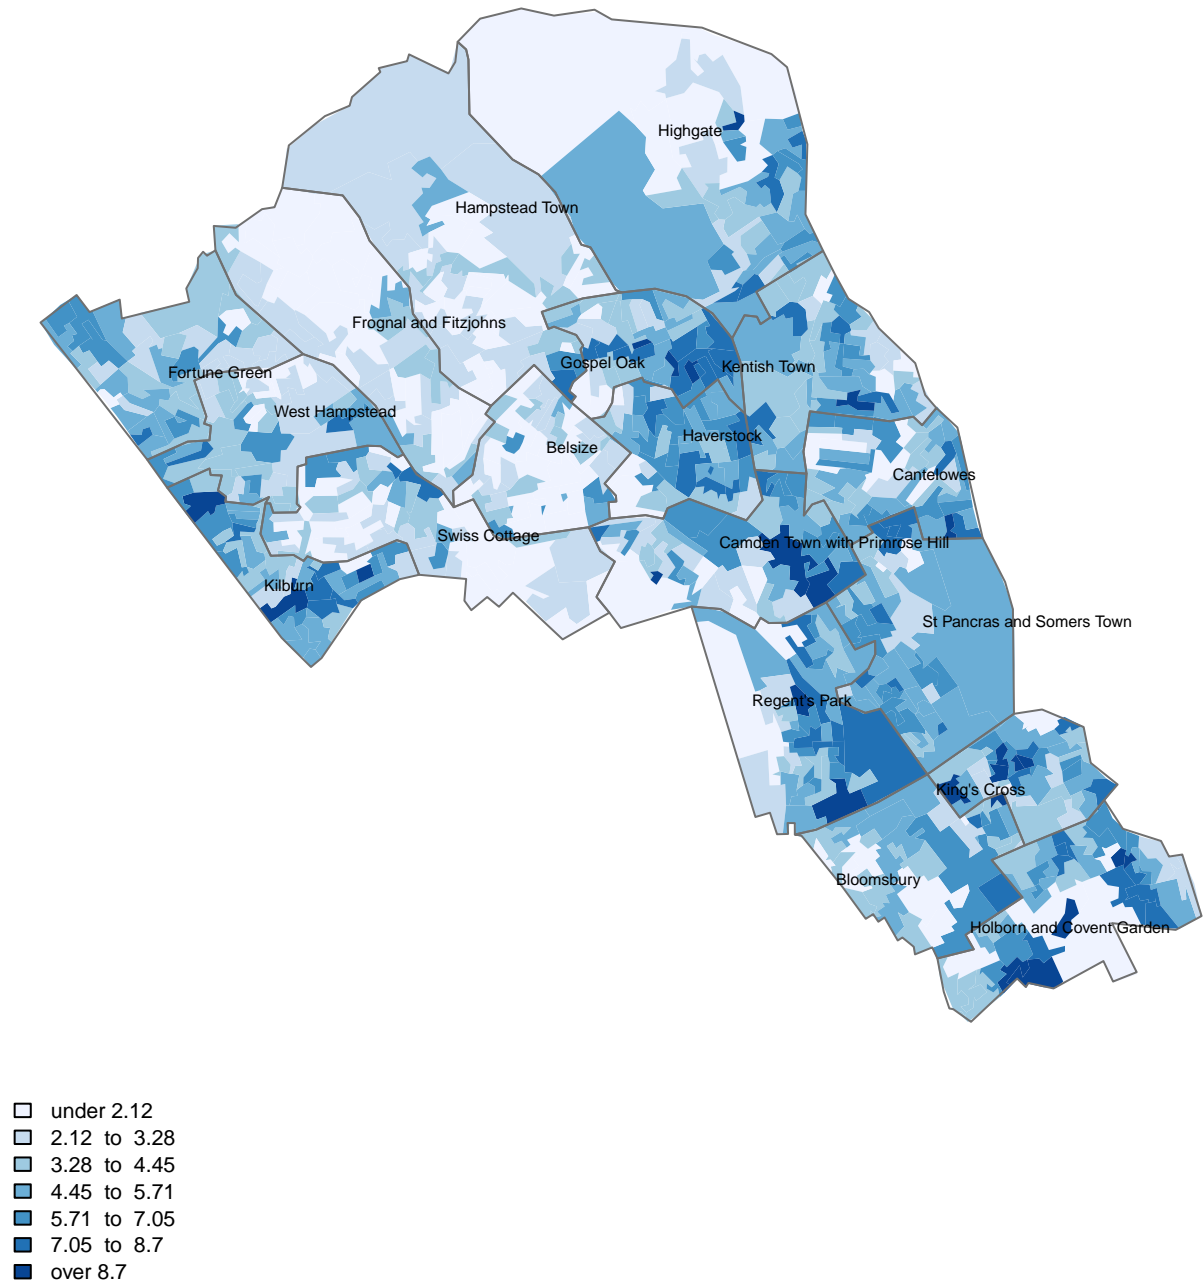 Highgate
Hampstead Town
Frognal and Fitzjohns
Gospel Oak
Kentish Town
Fortune Green
West Hampstead
Haverstock
Belsize
Cantelowes
Swiss Cottage
Camden Town with Primrose Hill
Kilburn
St Pancras and Somers Town
Regent's Park
King's Cross
Bloomsbury
Holborn and Covent Garden
under 2.12
2.12 to 3.28
3.28 to 4.45
4.45 to 5.71
5.71 to 7.05
7.05 to 8.7
over 8.7